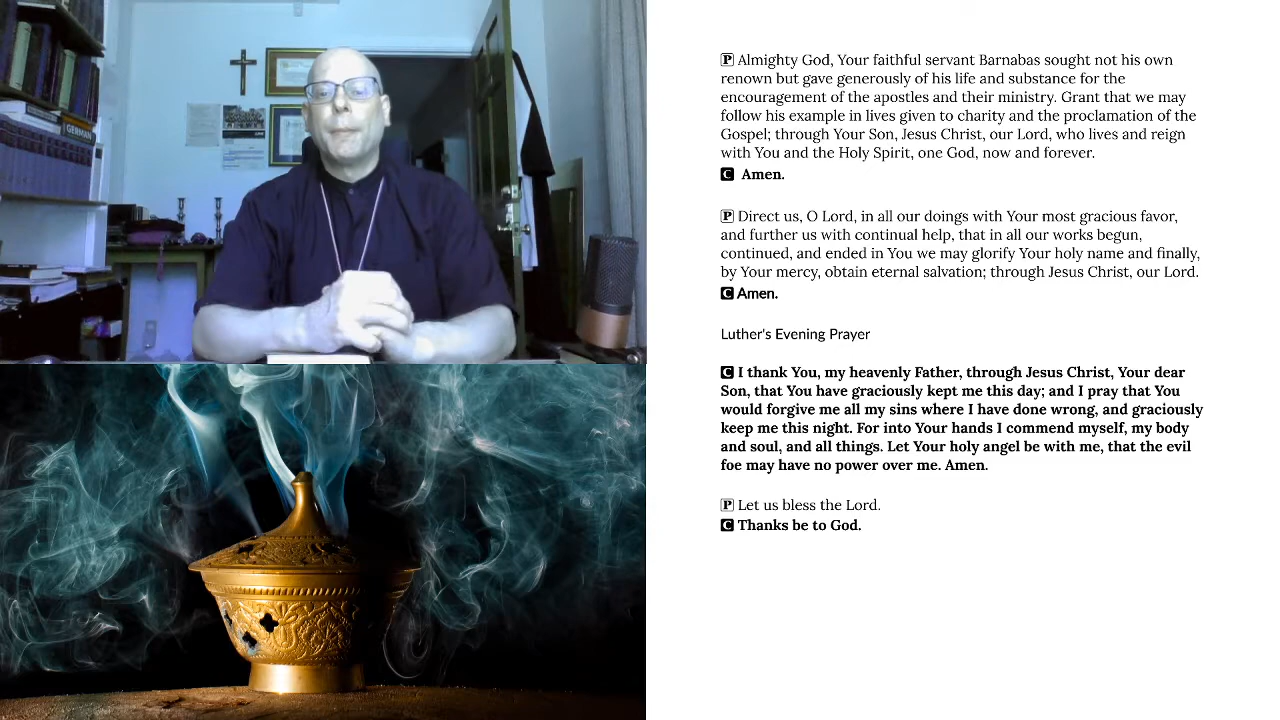 GERMAN
P Almighty God, Your faithful servant Barnabas sought not his own
renown but gave generously of his life and substance for the
encouragement of the apostles and their ministry. Grant that we may
follow his example in lives given to charity and the proclamation of the
Gospel; through Your Son, Jesus Christ, our Lord, who lives and reign
with You and the Holy Spirit, one God, now and forever.
C Amen.
P Direct us, O Lord, in all our doings with Your most gracious favor,
and further us with continual help, that in all our works begun,
continued, and ended in You we may glorify Your holy name and finally,
by Your mercy, obtain eternal salvation; through Jesus Christ, our Lord.
C Amen.
Luther's Evening Prayer
C I thank You, my heavenly Father, through Jesus Christ, Your dear
Son, that You have graciously kept me this day; and I pray that You
would forgive me all my sins where I have done wrong, and graciously
keep me this night. For into Your hands I commend myself, my body
and soul, and all things. Let Your holy angel be with me, that the evil
foe may have no power over me. Amen.
P Let us bless the Lord.
C Thanks be to God.